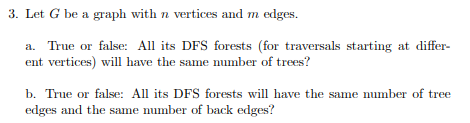 3. Let G be a graph with n vertices and m edges.
a. True or false: All its DFS forests (for traversals starting at differ-
ent vertices) will have the same number of trees?
b. True or false: All its DFS forests will have the same number of tree
edges and the same number of back edges?